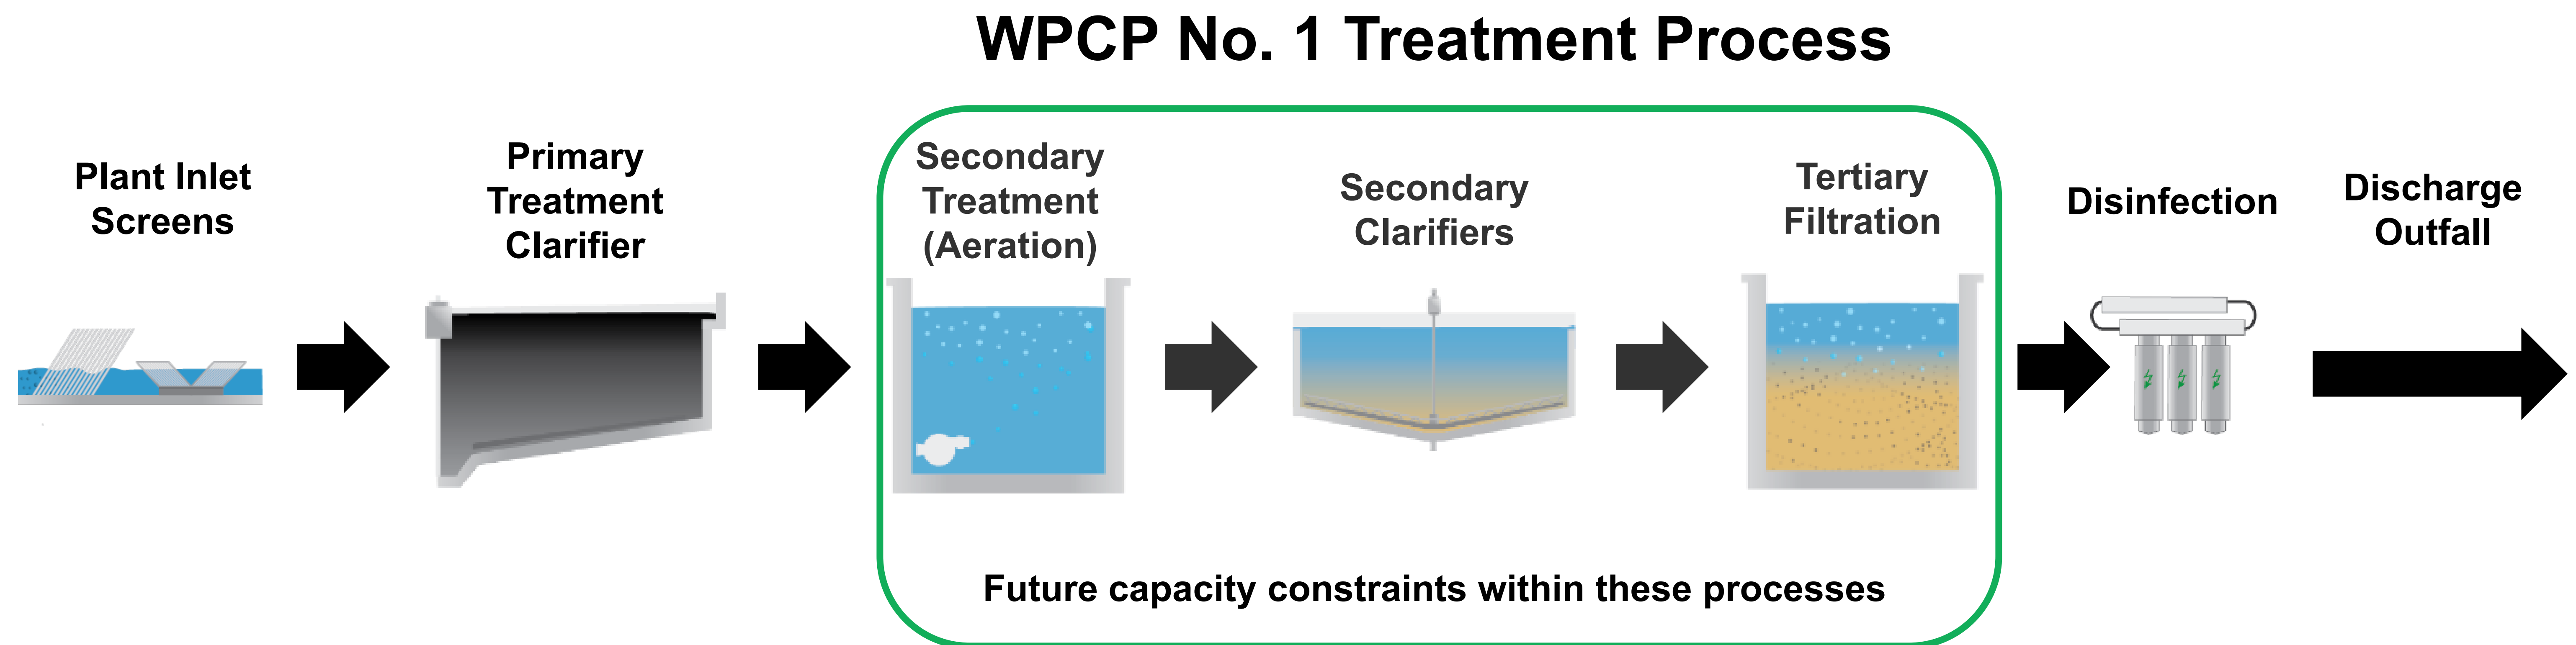 WPCP No. 1 Treatment Process
Plant Inlet
Screens
Primary
Treatment
Clarifier
Secondary
Treatment
(Aeration)
Secondary
Clarifiers
Tertiary
Filtration
Disinfection
Discharge
Outfall
Future capacity constraints within these processes